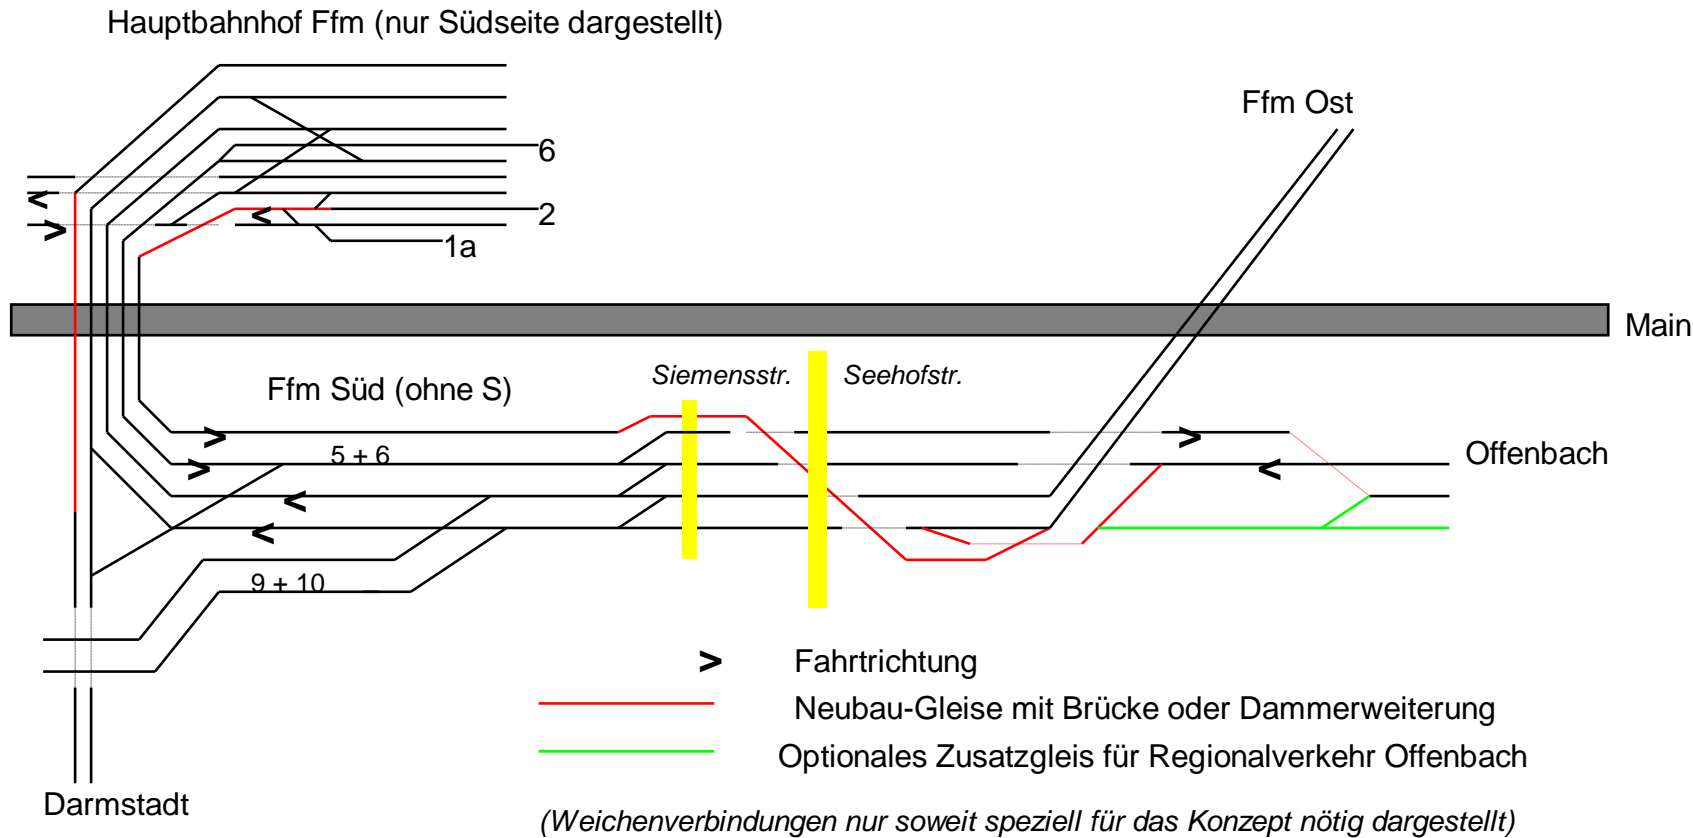 Hauptbahnhof Ffm (nur Südseite dargestellt)
Ffm Ost
6
2
1a
Main
Siemensstr.
Seehofstr.
Ffm Süd (ohne S)
5 + 6
Offenbach
9 + 10
> Fahrtrichtung
Neubau-Gleise mit Brücke oder Dammerweiterung
Optionales Zusatzgleis für Regionalverkehr Offenbach
Darmstadt
(Weichenverbindungen nur soweit speziell für das Konzept nötig dargestellt)